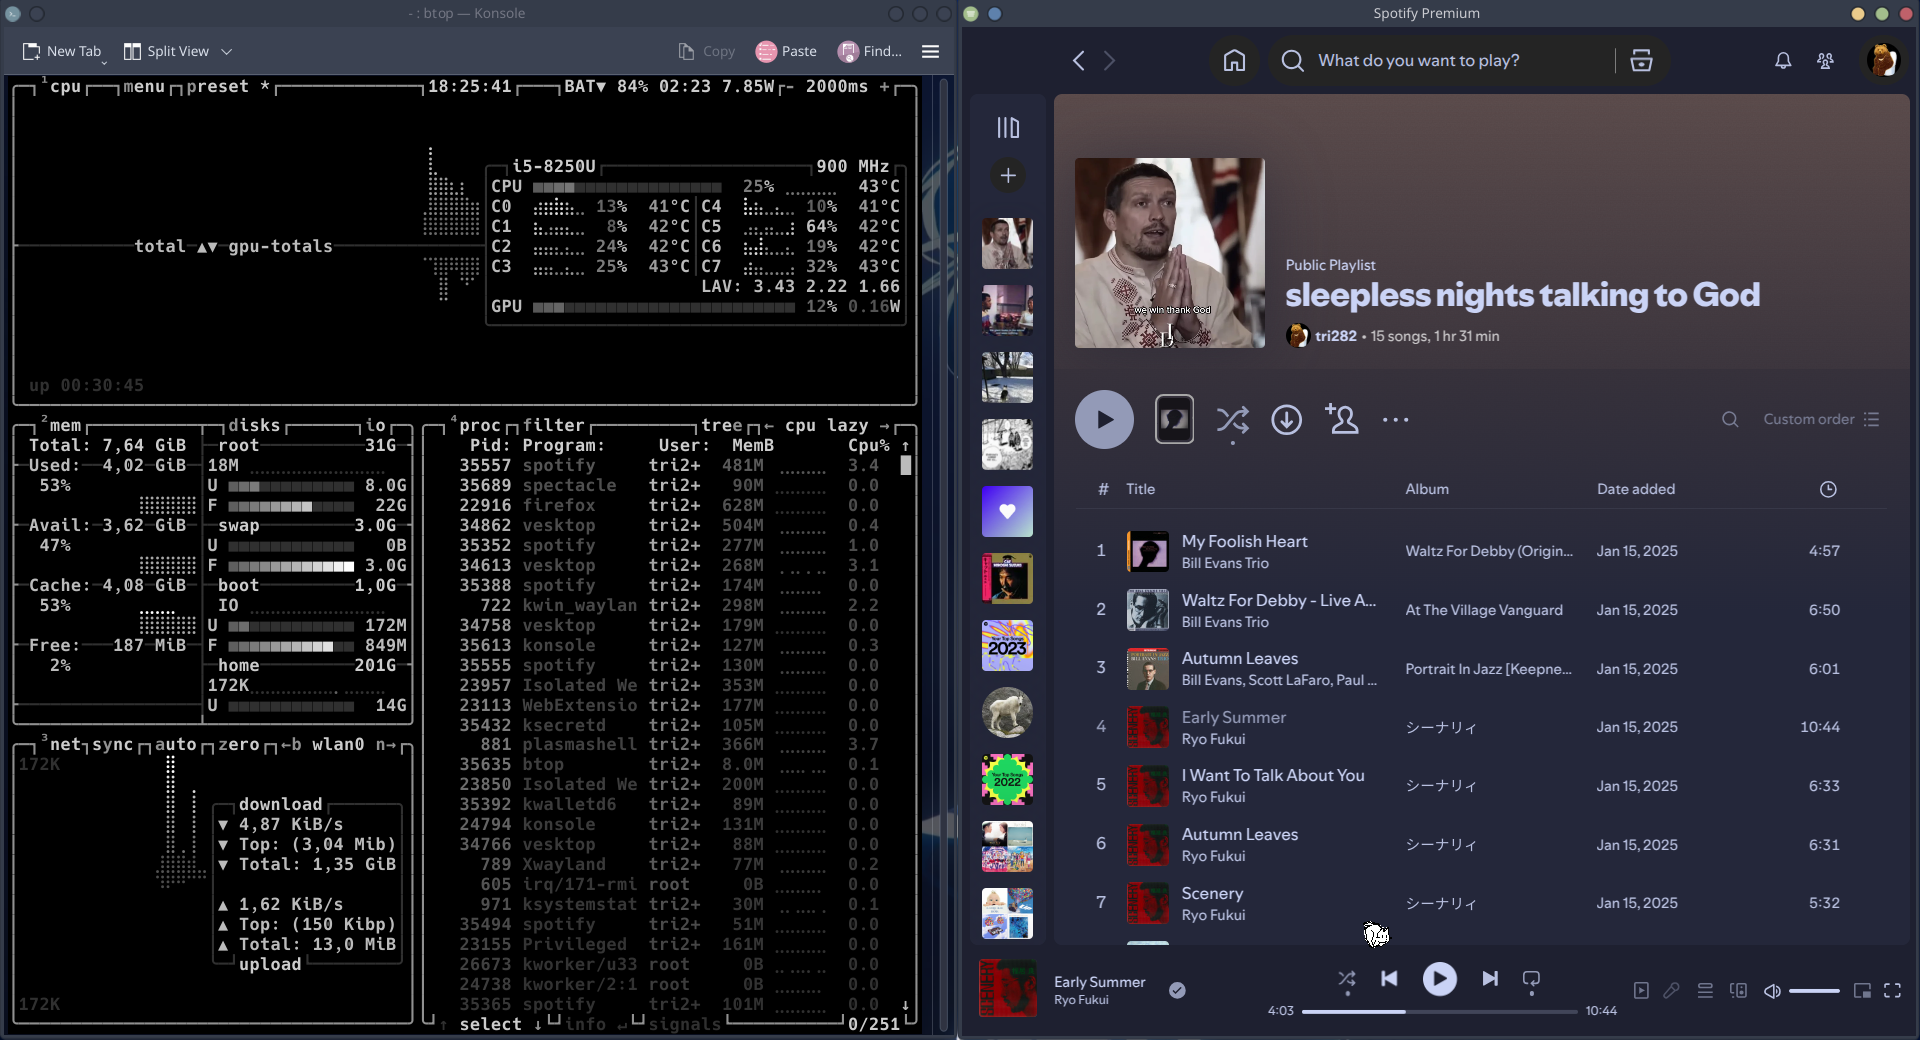 - : btop — Konsole
New Tab
Split View
Copy
Paste
Find...
1cpu menu preset * 18:25:41 BAT▼ 84% 02:23 7.85W - 2000ms +
i5-8250U 900 MHz
CPU 25% 43°C
C0 13% 41°C C4 10% 41°C
C1 8% 42°C C5 64% 42°C
total ▲▼ gpu-totals
C2 24% 42°C C6 19% 42°C
C3 25% 43°C C7 32% 43°C
LAV: 3.43 2.22 1.66
GPU 12% 0.16W
up 00:30:45
2mem disks io
Total: 7,64 GiB
Used: 4,02 GiB
53%
Avail: 3,62 GiB
47%
Cache: 4,08 GiB
53%
Free: 187 MiB
2%
root 31G
18M
U 8.0G
F 22G
swap 3.0G
U 0B
F 3.0G
boot 1,0G
IO
U 172M
F 849M
home 201G
172K
U 14G
3net sync auto zero ←b wlan0 n→
172K
download
▼ 4,87 KiB/s
▼ Top: (3,04 Mib)
▼ Total: 1,35 GiB
▲ 1,62 KiB/s
▲ Top: (150 Kibp)
▲ Total: 13,0 MiB
upload
172K
4proc filter tree ← cpu lazy →
Pid: Program: User: MemB Cpu% ↑
35557 spotify tri2+ 481M 3.4
35689 spectacle tri2+ 90M 0.0
22916 firefox tri2+ 628M 0.0
34862 vesktop tri2+ 504M 0.4
35352 spotify tri2+ 277M 1.0
34613 vesktop tri2+ 268M 3.1
35388 spotify tri2+ 174M 0.0
722 kwin_waylan tri2+ 298M 2.2
34758 vesktop tri2+ 179M 0.0
35613 konsole tri2+ 127M 0.3
35555 spotify tri2+ 130M 0.0
23957 Isolated We tri2+ 353M 0.0
23113 WebExtensio tri2+ 177M 0.0
35432 ksecretd tri2+ 105M 0.0
881 plasmashell tri2+ 366M 3.7
35635 btop tri2+ 8.0M 0.1
23850 Isolated We tri2+ 200M 0.0
35392 kwalletd6 tri2+ 89M 0.0
24794 konsole tri2+ 131M 0.0
34766 vesktop tri2+ 88M 0.0
789 Xwayland tri2+ 77M 0.2
605 irq/171-rmi root 0B 0.0
971 ksystemstat tri2+ 30M 0.1
35494 spotify tri2+ 51M 0.0
23155 Privileged tri2+ 161M 0.0
26673 kworker/u33 root 0B 0.0
24738 kworker/2:1 root 0B 0.0
35365 spotify tri2+ 101M 0.0 ↓
↑ select ↓ info ↵ signals 0/251
Spotify Premium
What do you want to play?
Your Top Songs
2023
Your Top Songs
2022
we win thank God
Public Playlist
sleepless nights talking to God
tri282 • 15 songs, 1 hr 31 min
Custom order
# Title Album Date added
1 My Foolish Heart
Bill Evans Trio
Waltz For Debby (Origin... Jan 15, 2025 4:57
2 Waltz For Debby - Live A...
Bill Evans Trio
At The Village Vanguard Jan 15, 2025 6:50
3 Autumn Leaves
Bill Evans, Scott LaFaro, Paul ...
Portrait In Jazz [Keepne... Jan 15, 2025 6:01
4 Early Summer
Ryo Fukui
シーナリィ Jan 15, 2025 10:44
5 I Want To Talk About You
Ryo Fukui
シーナリィ Jan 15, 2025 6:33
6 Autumn Leaves
Ryo Fukui
シーナリィ Jan 15, 2025 6:31
7 Scenery
Ryo Fukui
シーナリィ Jan 15, 2025 5:32
SCENERY
Early Summer
Ryo Fukui
4:03 10:44